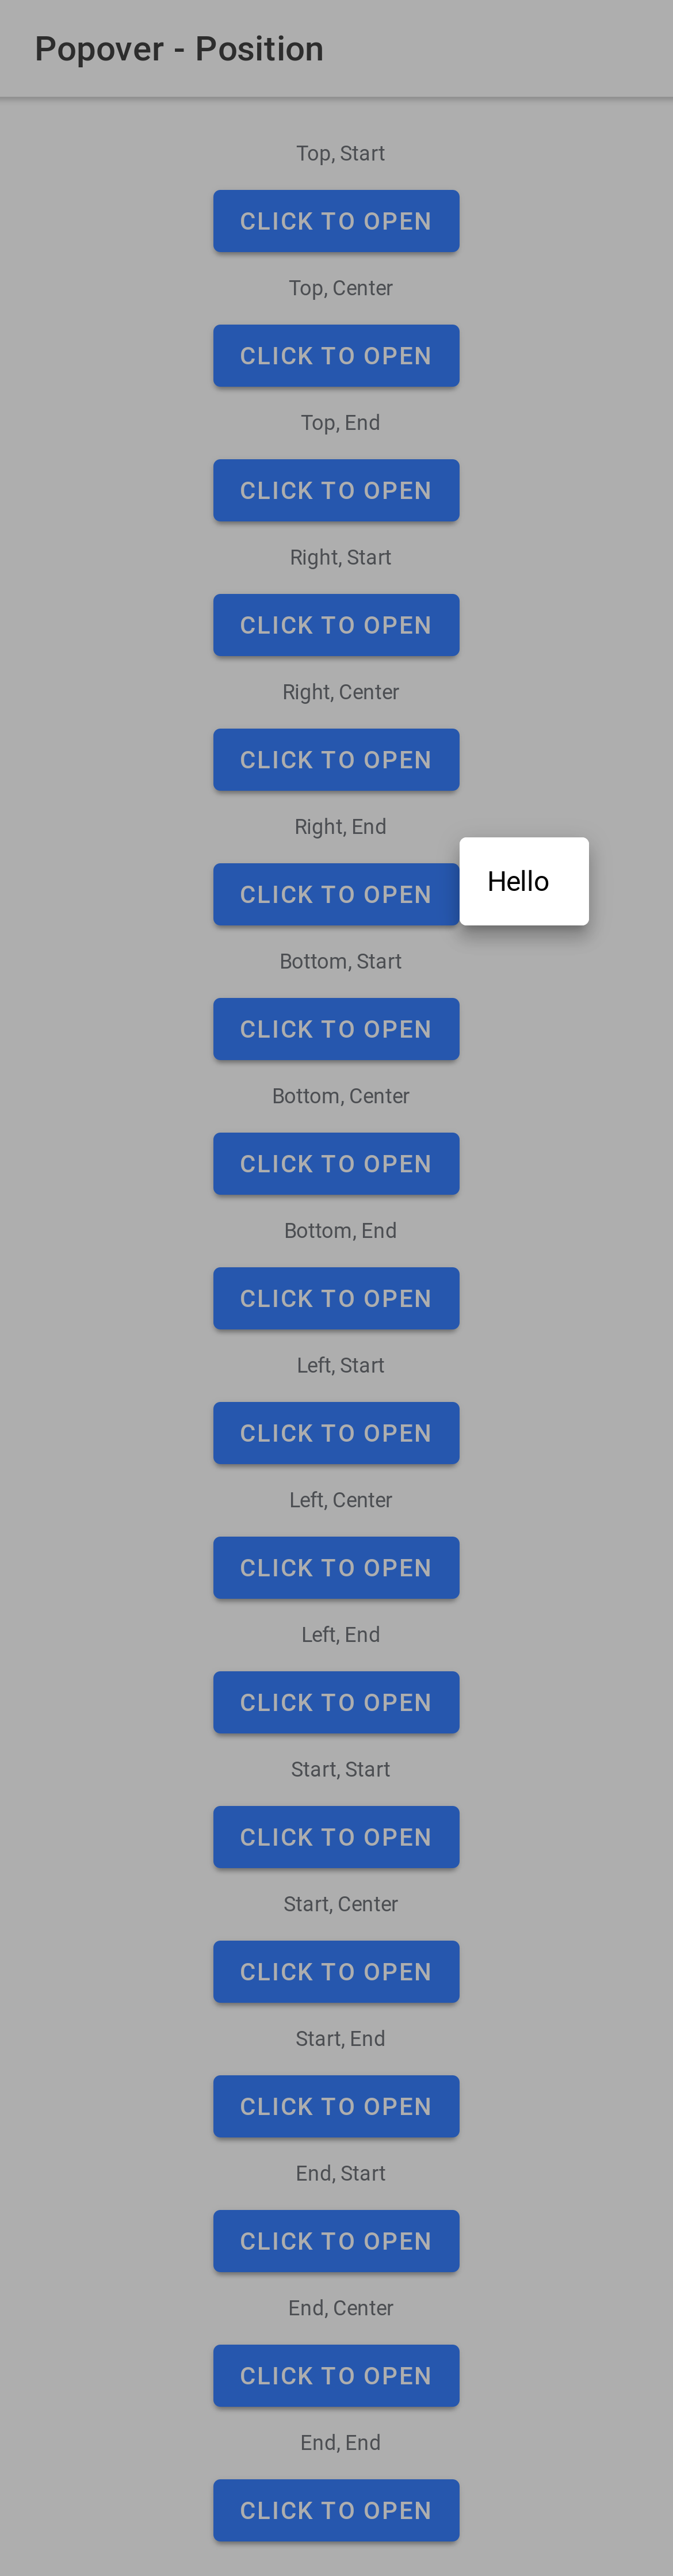 Popover - Position
Top, Start
CLICK TO OPEN
Top, Center
CLICK TO OPEN
Top, End
CLICK TO OPEN
Right, Start
CLICK TO OPEN
Right, Center
CLICK TO OPEN
Right, End
CLICK TO OPEN
Hello
Bottom, Start
CLICK TO OPEN
Bottom, Center
CLICK TO OPEN
Bottom, End
CLICK TO OPEN
Left, Start
CLICK TO OPEN
Left, Center
CLICK TO OPEN
Left, End
CLICK TO OPEN
Start, Start
CLICK TO OPEN
Start, Center
CLICK TO OPEN
Start, End
CLICK TO OPEN
End, Start
CLICK TO OPEN
End, Center
CLICK TO OPEN
End, End
CLICK TO OPEN